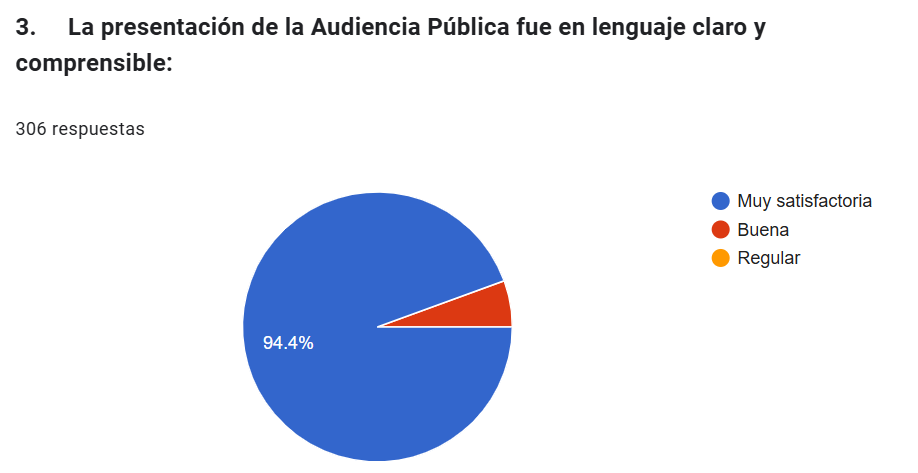 3. La presentación de la Audiencia Pública fue en lenguaje claro y
comprensible:
306 respuestas
Muy satisfactoria
Buena
Regular
94.4%